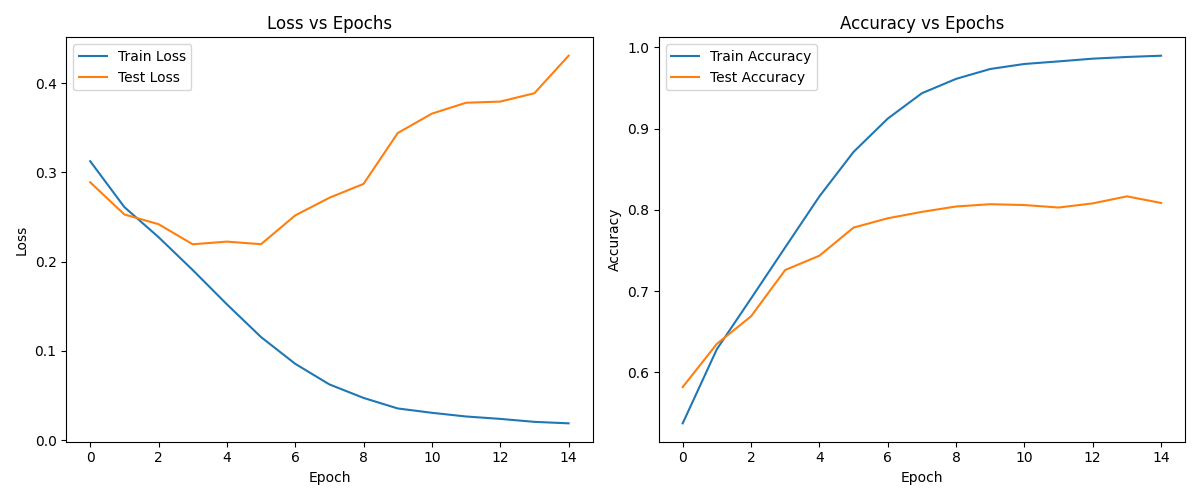 Loss vs Epochs
Train Loss
Test Loss
0.4
0.3
0.2
0.1
0.0
Loss
0 2 4 6 8 10 12 14
Epoch
Accuracy vs Epochs
Train Accuracy
Test Accuracy
1.0
0.9
0.8
0.7
0.6
Accuracy
0 2 4 6 8 10 12 14
Epoch